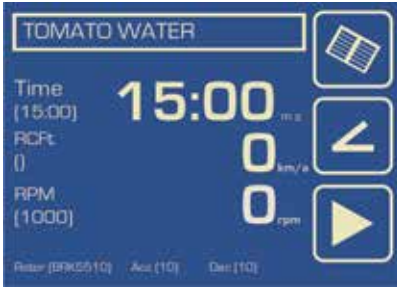 TOMATO WATER
Time 15:00 m s
(15:00)
RCFt. 0 km/s
()
RPM 0 rpm
(1000)
Rotor (BRK5510) Acc (10) Dec (10)